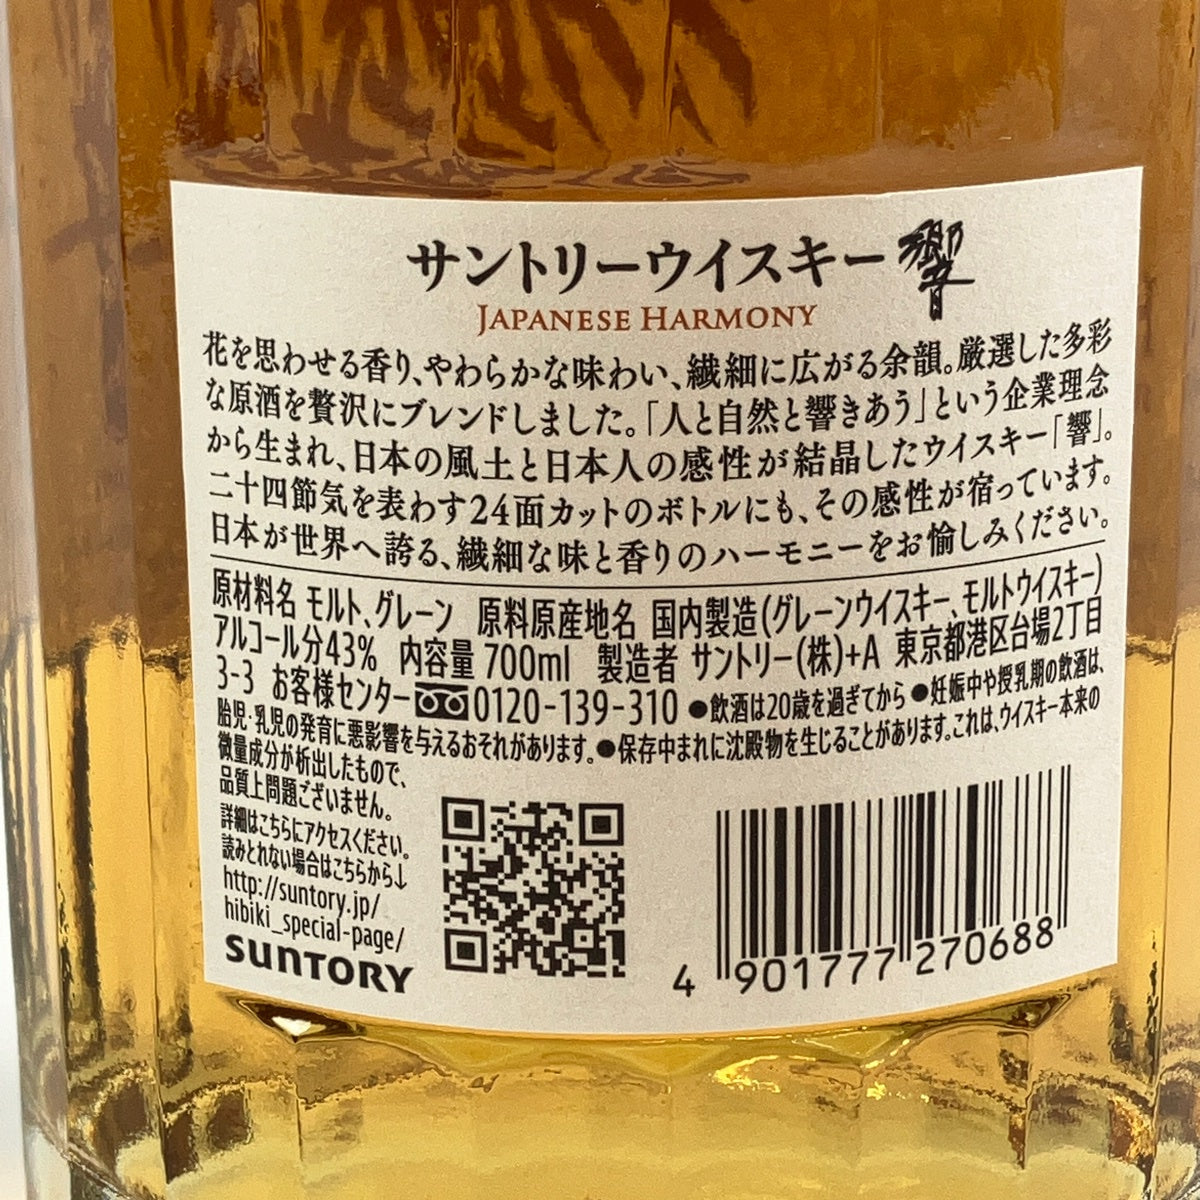 サントリーウイスキー 響
JAPANESE HARMONY
花を思わせる香り、やわらかな味わい、繊細に広がる余韻。厳選した多彩
な原酒を贅沢にブレンドしました。「人と自然と響きあう」という企業理念
から生まれ、日本の風土と日本人の感性が結晶したウイスキー「響」。
二十四節気を表わす24面カットのボトルにも、その感性が宿っています。
日本が世界へ誇る、繊細な味と香りのハーモニーをお愉しみください。
原材料名 モルト、グレーン 原料原産地名 国内製造(グレーンウイスキー、モルトウイスキー)
アルコール分43% 内容量 700ml 製造者 サントリー(株)+A 東京都港区台場2丁目
3-3 お客様センター 0120-139-310 ●飲酒は20歳を過ぎてから ●妊娠中や授乳期の飲酒は、
胎児・乳児の発育に悪影響を与えるおそれがあります。●保存中まれに沈殿物を生じることがあります。これは、ウイスキー本来の
微量成分が析出したもので、
品質上問題ございません。
詳細はこちらにアクセスください。
読みとれない場合はこちらから↓
http://suntory.jp/
hibiki_special-page/
SUNTORY
4 901777 270688